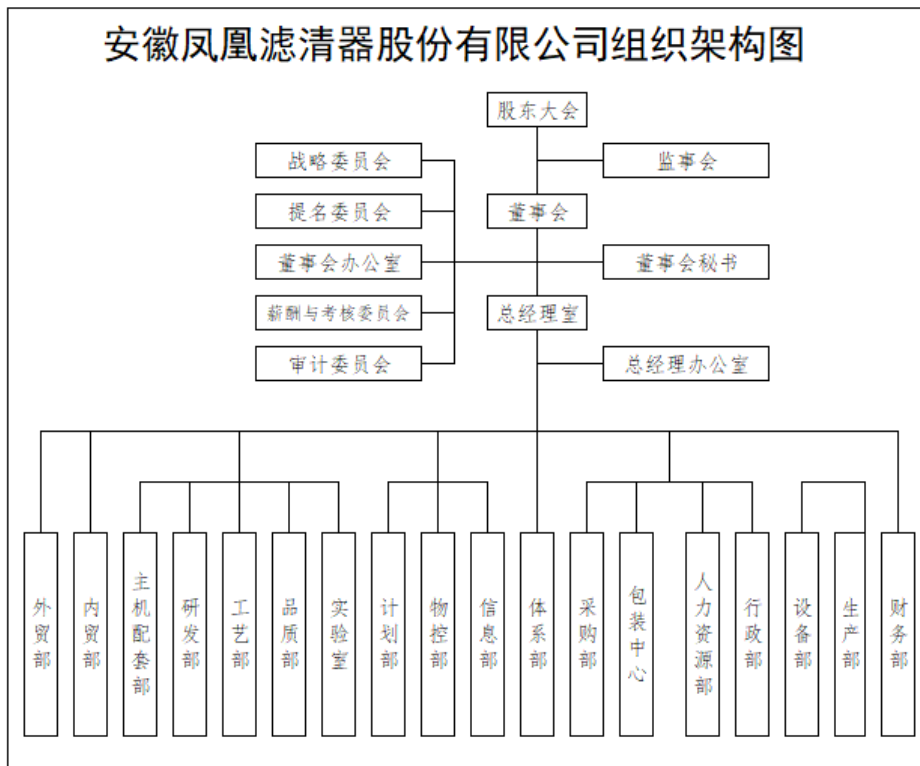 安徽凤凰滤清器股份有限公司组织架构图
股东大会
战略委员会
监事会
提名委员会
董事会
董事会办公室
董事会秘书
薪酬与考核委员会
总经理室
审计委员会
总经理办公室
外贸部
内贸部
主机配套部
研发部
工艺部
品质部
实验室
计划部
物控部
信息部
体系部
采购部
包装中心
人力资源部
行政部
设备部
生产部
财务部